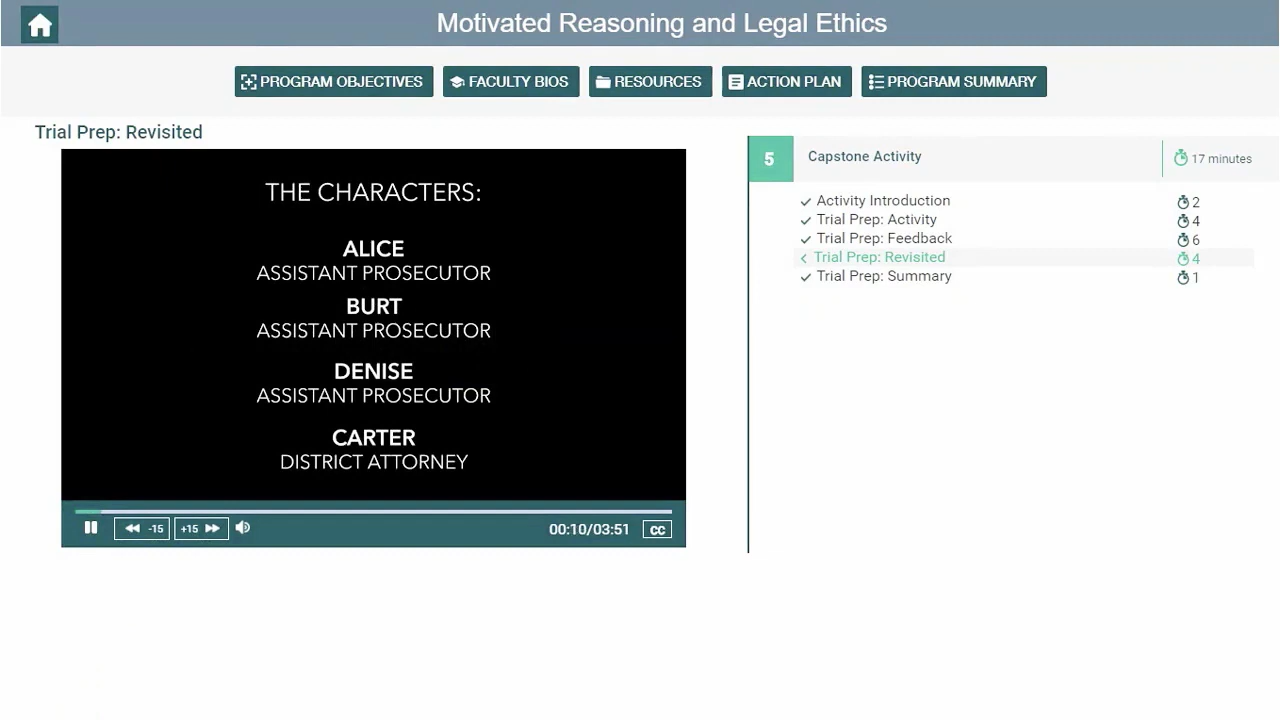 Motivated Reasoning and Legal Ethics
PROGRAM OBJECTIVES
FACULTY BIOS
RESOURCES
ACTION PLAN
PROGRAM SUMMARY
Trial Prep: Revisited
THE CHARACTERS:
ALICE
ASSISTANT PROSECUTOR
BURT
ASSISTANT PROSECUTOR
DENISE
ASSISTANT PROSECUTOR
CARTER
DISTRICT ATTORNEY
-15
+15
00:10/03:51
CC
5
Capstone Activity
17 minutes
Activity Introduction 2
Trial Prep: Activity 4
Trial Prep: Feedback 6
Trial Prep: Revisited 4
Trial Prep: Summary 1